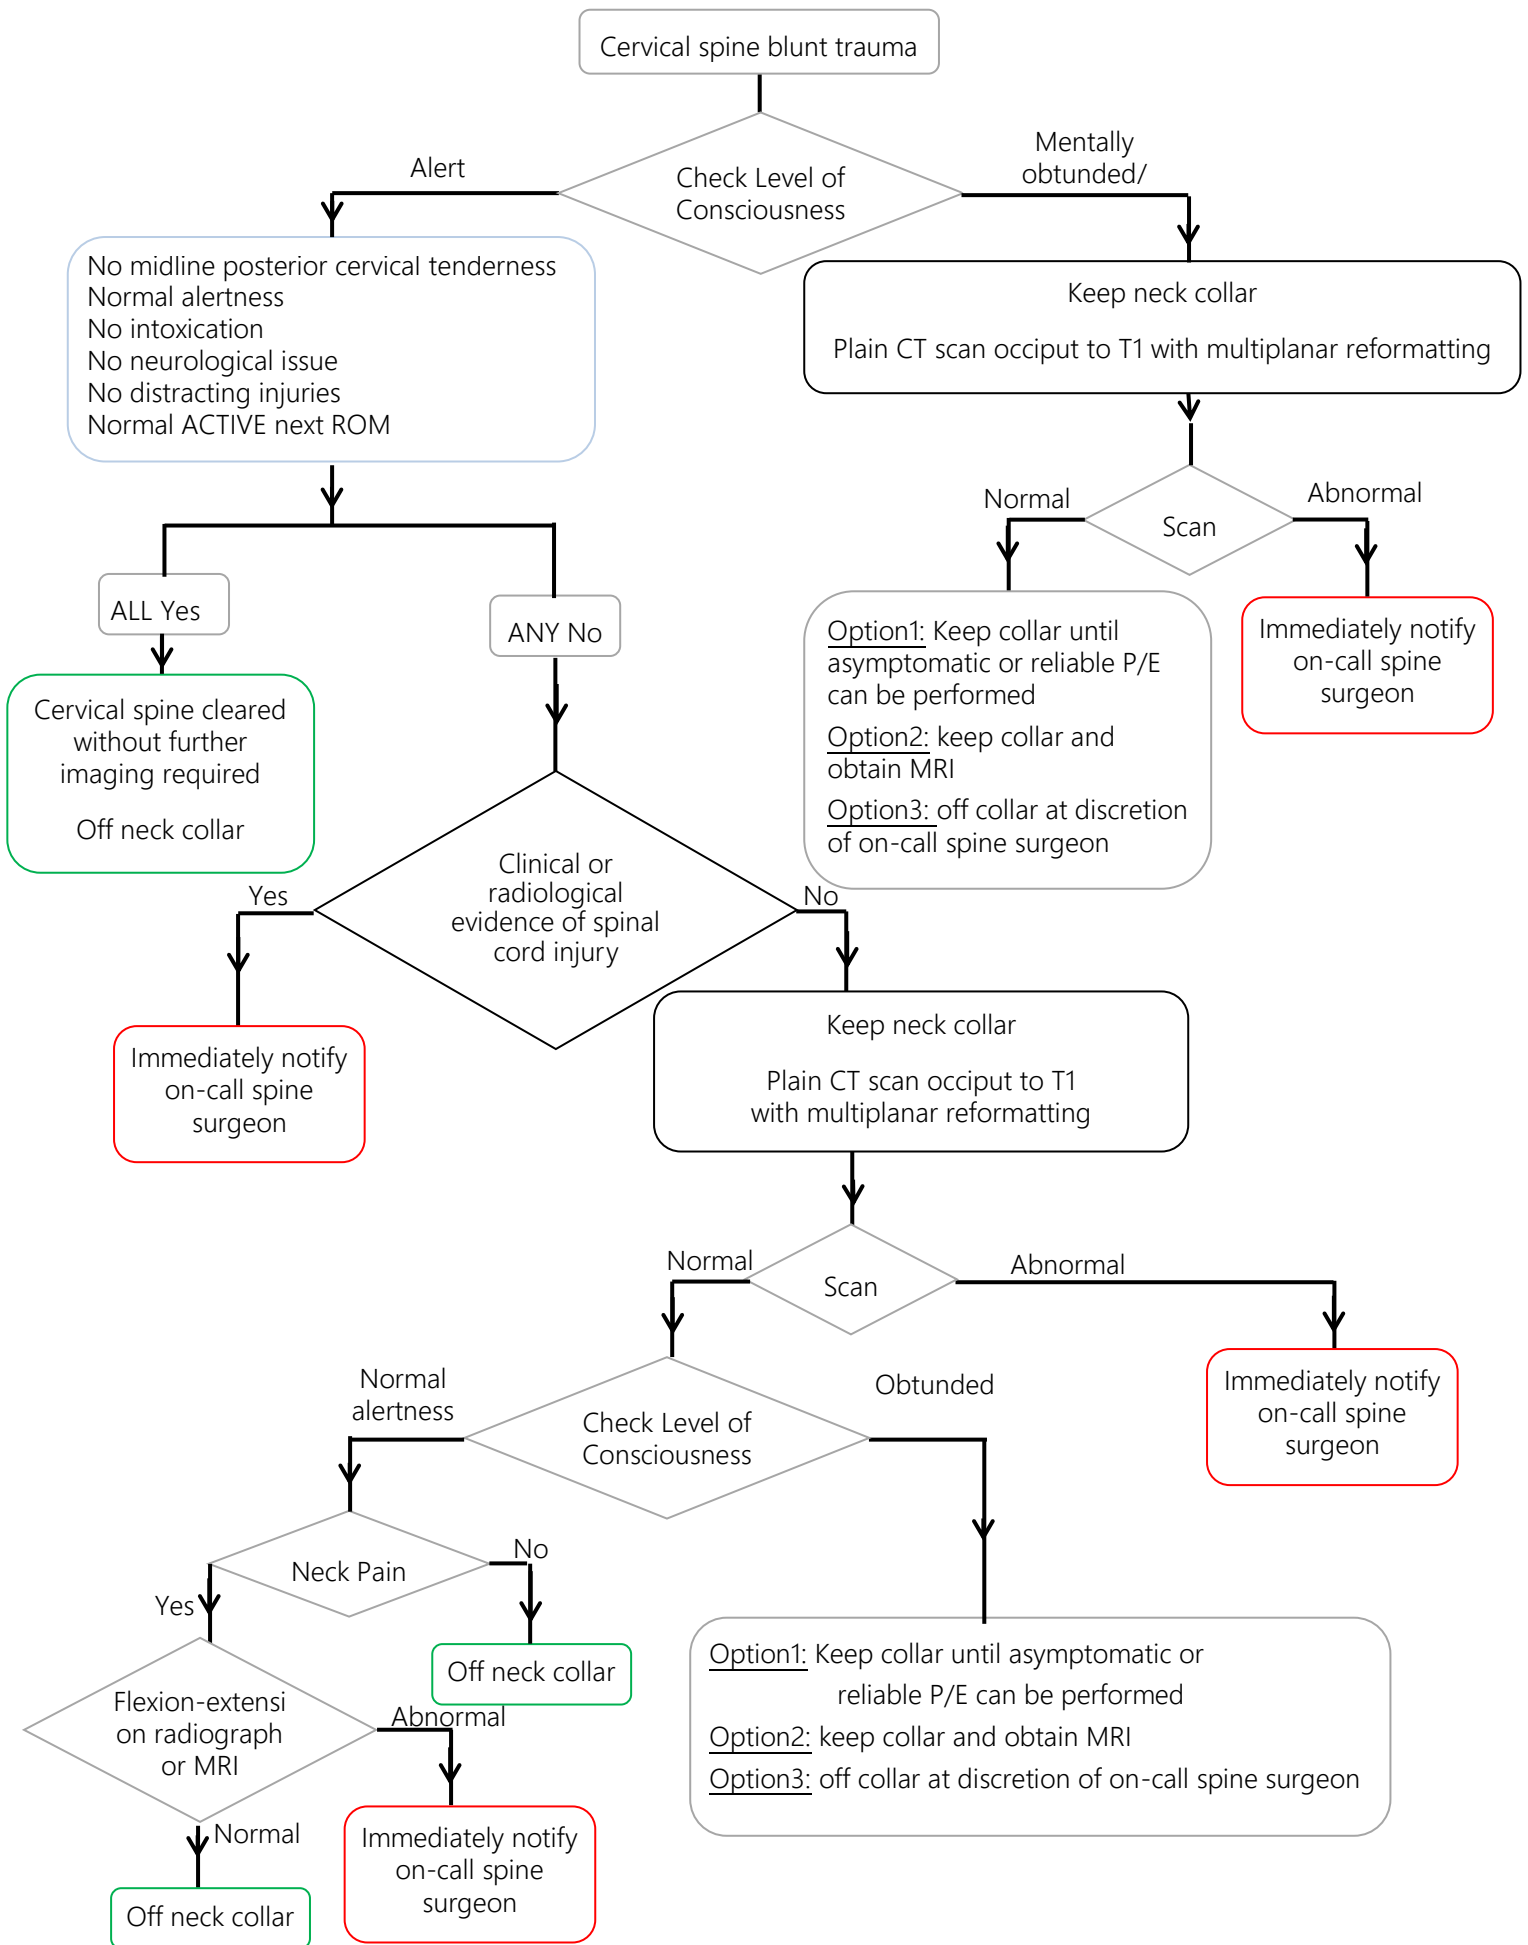 Cervical spine blunt trauma
Check Level of
Consciousness
Alert
Mentally
obtunded/
No midline posterior cervical tenderness
Normal alertness
No intoxication
No neurological issue
No distracting injuries
Normal ACTIVE next ROM
Keep neck collar
Plain CT scan occiput to T1 with multiplanar reformatting
Scan
Normal
Abnormal
Option1: Keep collar until
asymptomatic or reliable P/E
can be performed
Option2: keep collar and
obtain MRI
Option3: off collar at discretion
of on-call spine surgeon
Immediately notify
on-call spine
surgeon
ALL Yes
ANY No
Cervical spine cleared
without further
imaging required
Off neck collar
Clinical or
radiological
evidence of spinal
cord injury
Yes
No
Immediately notify
on-call spine
surgeon
Keep neck collar
Plain CT scan occiput to T1
with multiplanar reformatting
Scan
Normal
Abnormal
Immediately notify
on-call spine
surgeon
Check Level of
Consciousness
Normal
alertness
Obtunded
Neck Pain
No
Yes
Off neck collar
Option1: Keep collar until asymptomatic or
reliable P/E can be performed
Option2: keep collar and obtain MRI
Option3: off collar at discretion of on-call spine surgeon
Flexion-extensi
on radiograph
or MRI
Abnormal
Normal
Immediately notify
on-call spine
surgeon
Off neck collar